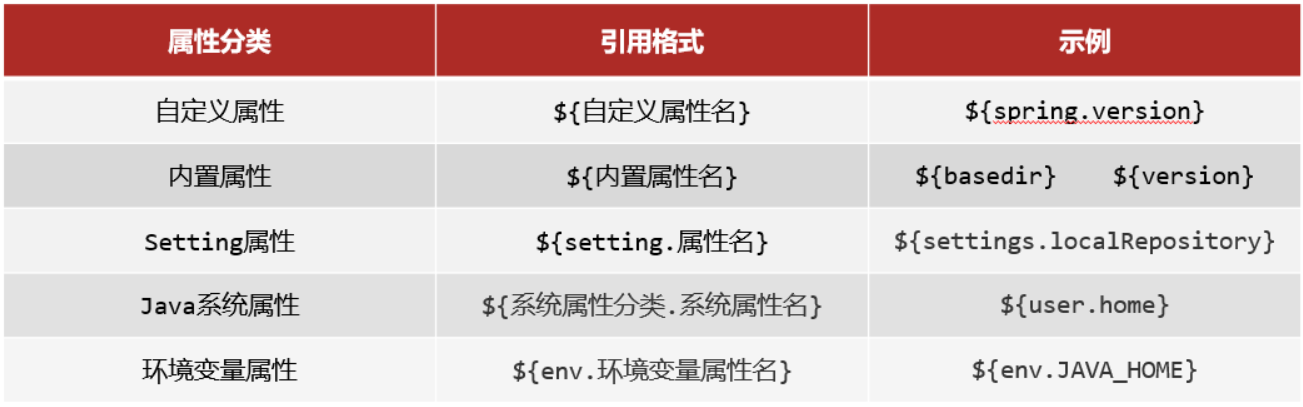 属性分类 引用格式 示例
自定义属性 ${自定义属性名} ${spring.version}
内置属性 ${内置属性名} ${basedir} ${version}
Setting属性 ${setting.属性名} ${settings.localRepository}
Java系统属性 ${系统属性分类.系统属性名} ${user.home}
环境变量属性 ${env.环境变量属性名} ${env.JAVA_HOME}